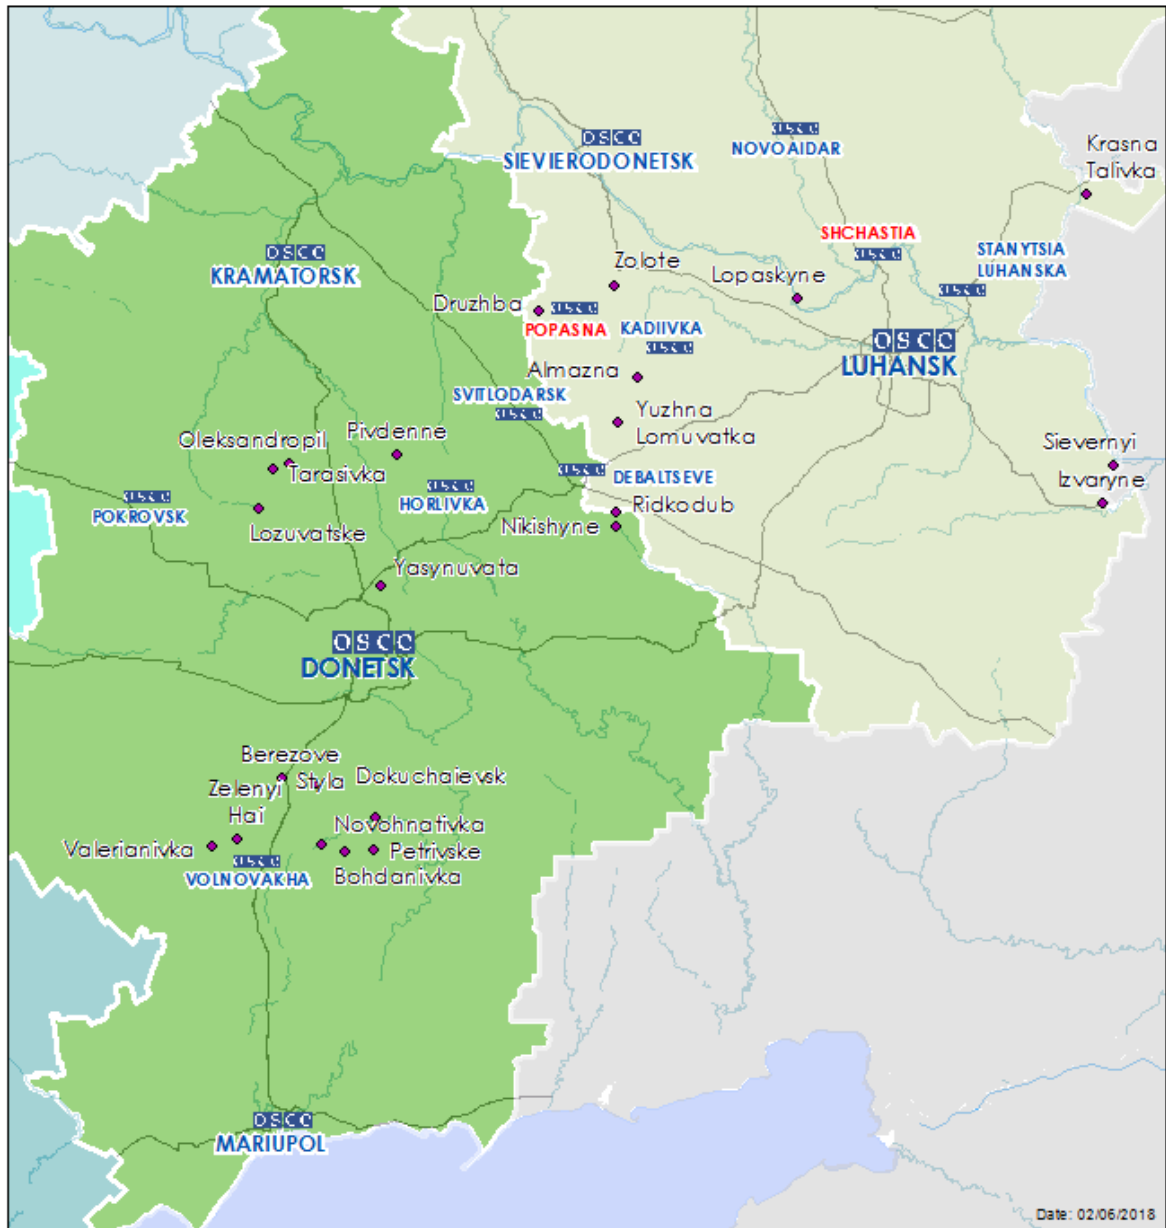 OSCE
SIEVIERODONETSK
OSCE
NOVOAIDAR
Krasna
Talivka
OSCE
KRAMATORSK
SHCHASTIA
OSCE
STANYTSIA
LUHANSKA
OSCE
Zolote
Lopaskyne
Druzhba
OSCE
POPASNA
KADIIVKA
OSCE
OSCE
LUHANSK
Almazna
SVITLODARSK
OSCE
Yuzhna
Lomuvatka
Oleksandropil
Pivdenne
Tarasivka
Sievernyi
Izvaryne
OSCE
DEBALTSEVE
OSCE
POKROVSK
OSCE
HORLIVKA
Ridkodub
Nikishyne
Lozuvatske
Yasynuvata
OSCE
DONETSK
Berezove
Styla
Dokuchaievsk
Zelenyi
Hai
Novohnativka
Valerianivka
Petrivske
OSCE
VOLNOVAKHA
Bohdanivka
OSCE
MARIUPOL
Date: 02/06/2018